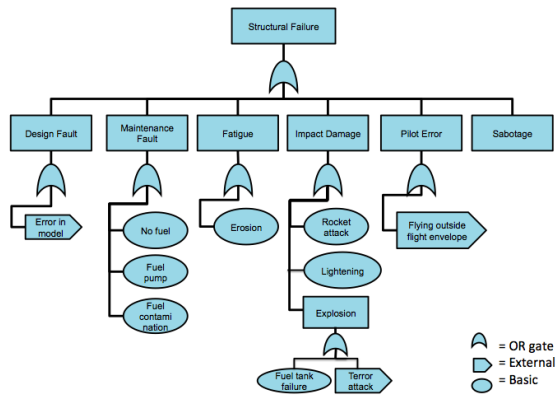 Structural Failure
Design Fault
Maintenance
Fault
Fatigue
Impact Damage
Pilot Error
Sabotage
Error in
model
No fuel
Fuel
pump
Fuel
contami
nation
Erosion
Rocket
attack
Lightening
Explosion
Fuel tank
failure
Terror
attack
Flying outside
flight envelope
= OR gate
= External
= Basic